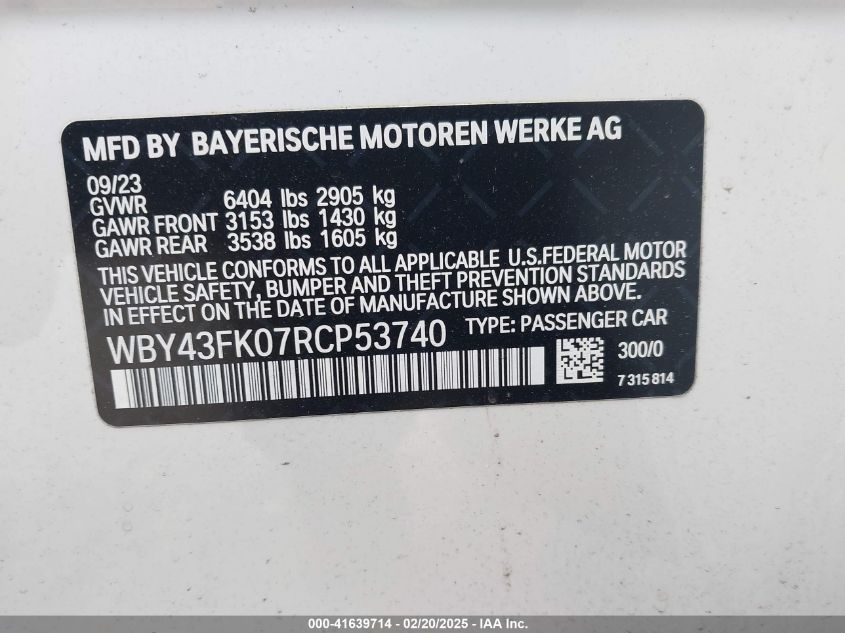 MFD BY BAYERISCHE MOTOREN WERKE AG
09/23
GVWR 6404 lbs 2905 kg
GAWR FRONT 3153 lbs 1430 kg
GAWR REAR 3538 lbs 1605 kg
THIS VEHICLE CONFORMS TO ALL APPLICABLE U.S.FEDERAL MOTOR
VEHICLE SAFETY, BUMPER AND THEFT PREVENTION STANDARDS
IN EFFECT ON THE DATE OF MANUFACTURE SHOWN ABOVE.
WBY43FK07RCP53740 TYPE: PASSENGER CAR
300/0
7 315 814
000-41639714 - 02/20/2025 - IAA Inc.